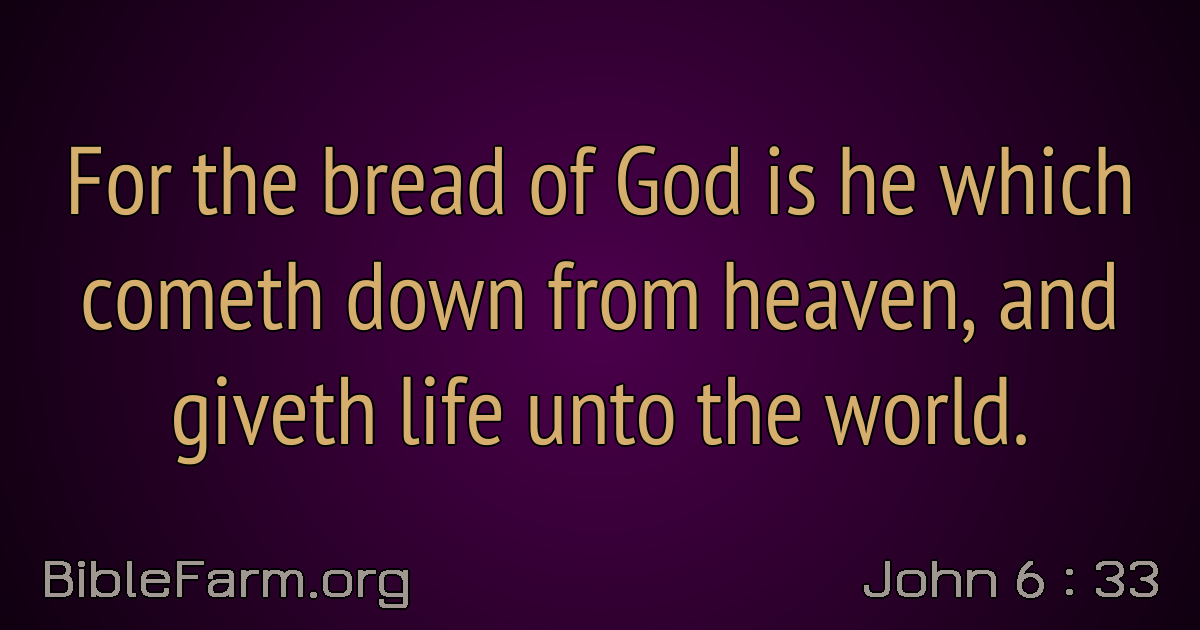 For the bread of God is he which
cometh down from heaven, and
giveth life unto the world.
BibleFarm.org
John 6 : 33